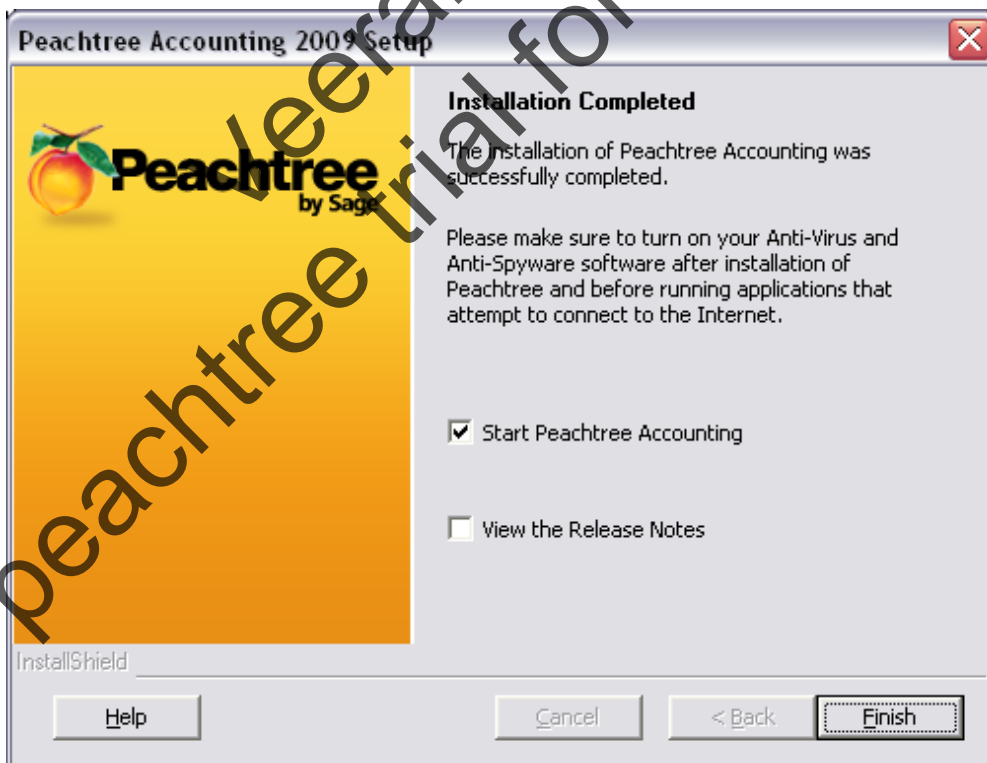 Peachtree Accounting 2009 Setup
Peachtree
by Sage
Installation Completed
The installation of Peachtree Accounting was
successfully completed.
Please make sure to turn on your Anti-Virus and
Anti-Spyware software after installation of
Peachtree and before running applications that
attempt to connect to the Internet.
Start Peachtree Accounting
View the Release Notes
InstallShield
Help
Cancel
< Back
Finish
peachtree trial for